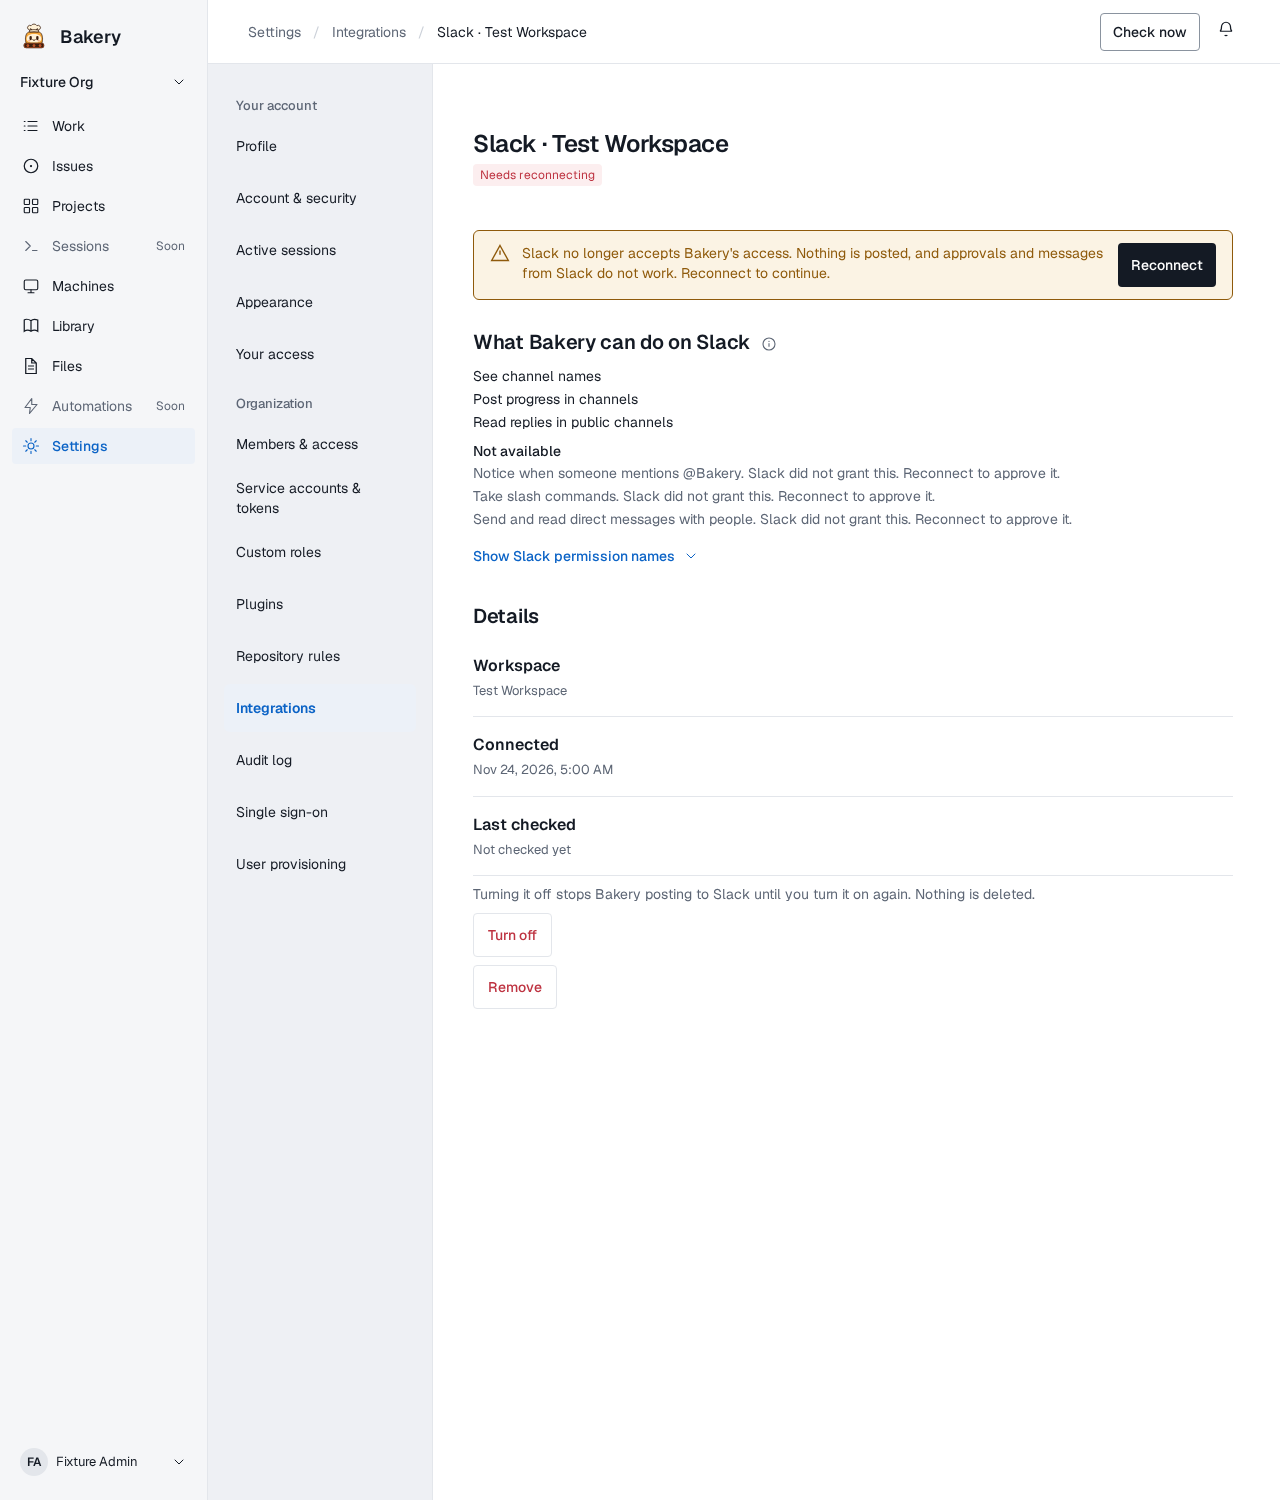 Bakery
Fixture Org
Work
Issues
Projects
Sessions Soon
Machines
Library
Files
Automations Soon
Settings
FA Fixture Admin
Settings / Integrations / Slack · Test Workspace
Check now
Your account
Profile
Account & security
Active sessions
Appearance
Your access
Organization
Members & access
Service accounts &
tokens
Custom roles
Plugins
Repository rules
Integrations
Audit log
Single sign-on
User provisioning
Slack · Test Workspace
Needs reconnecting
Slack no longer accepts Bakery's access. Nothing is posted, and approvals and messages
from Slack do not work. Reconnect to continue.
Reconnect
What Bakery can do on Slack
See channel names
Post progress in channels
Read replies in public channels
Not available
Notice when someone mentions @Bakery. Slack did not grant this. Reconnect to approve it.
Take slash commands. Slack did not grant this. Reconnect to approve it.
Send and read direct messages with people. Slack did not grant this. Reconnect to approve it.
Show Slack permission names
Details
Workspace
Test Workspace
Connected
Nov 24, 2026, 5:00 AM
Last checked
Not checked yet
Turning it off stops Bakery posting to Slack until you turn it on again. Nothing is deleted.
Turn off
Remove